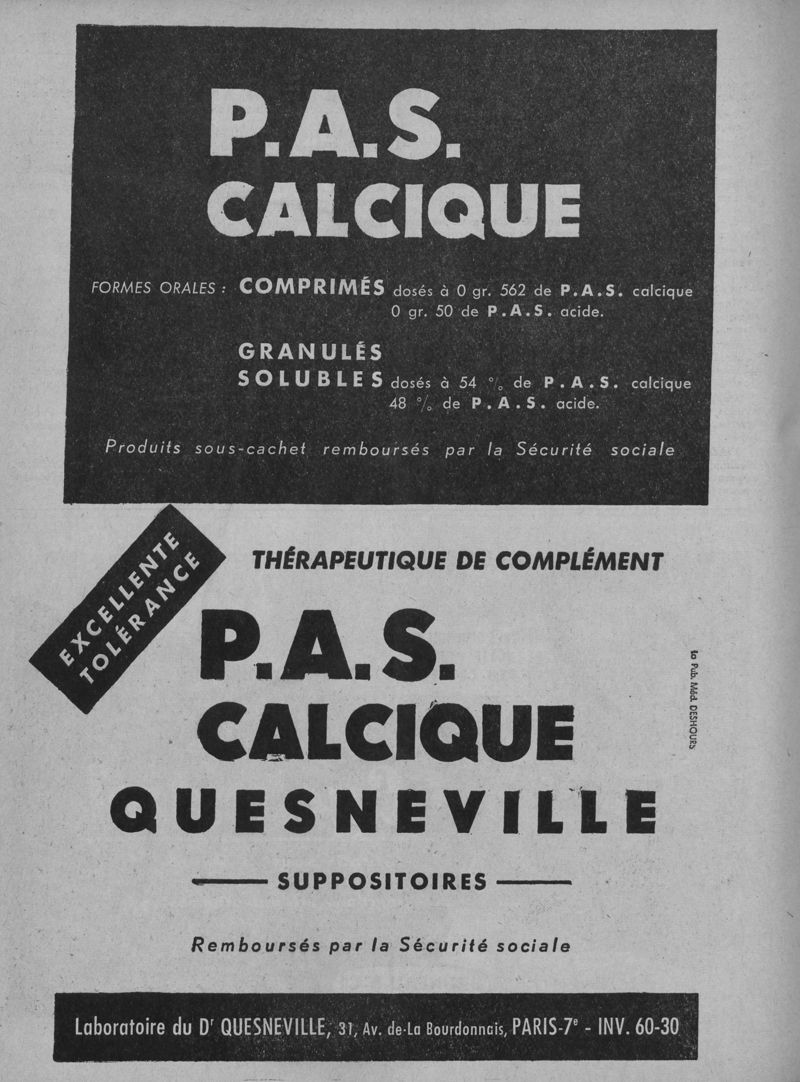 P.A.S.
CALCIQUE
FORMES ORALES : COMPRIMÉS dosés à 0 gr. 562 de P.A.S. calcique
0 gr. 50 de P.A.S. acide.
GRANULÉS
SOLUBLES dosés à 54 % de P.A.S. calcique
48 % de P.A.S. acide.
Produits sous-cachet remboursés par la Sécurité sociale
EXCELLENTE
TOLÉRANCE
THÉRAPEUTIQUE DE COMPLÉMENT
P.A.S.
CALCIQUE
QUESNEVILLE
SUPPOSITOIRES
Remboursés par la Sécurité sociale
la Pub. Méd. DESHOURS
Laboratoire du Dr QUESNEVILLE, 31, Av. de-La Bourdonnais, PARIS-7e - INV. 60-30